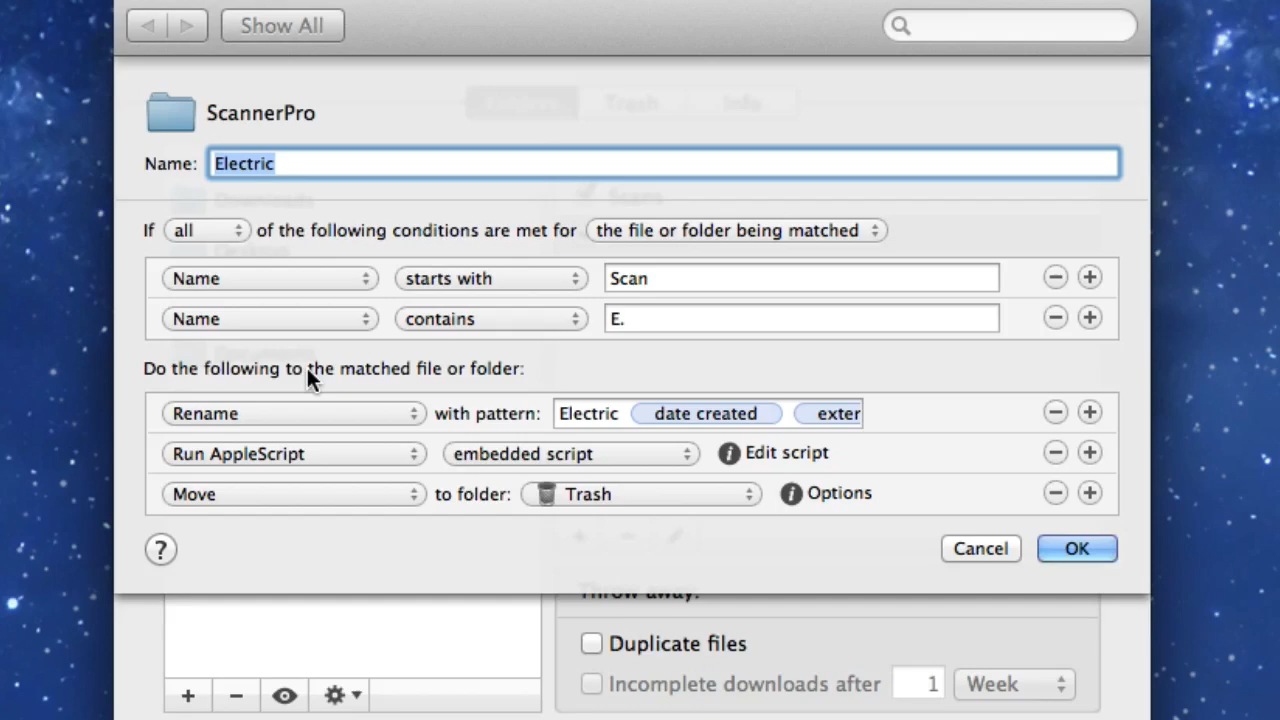 Show All
ScannerPro
Name: Electric
If all of the following conditions are met for the file or folder being matched
Name starts with Scan
Name contains E.
Do the following to the matched file or folder:
Rename with pattern: Electric date created exter
Run AppleScript embedded script Edit script
Move to folder: Trash Options
? Cancel OK
Throw away:
Duplicate files
Incomplete downloads after 1 Week